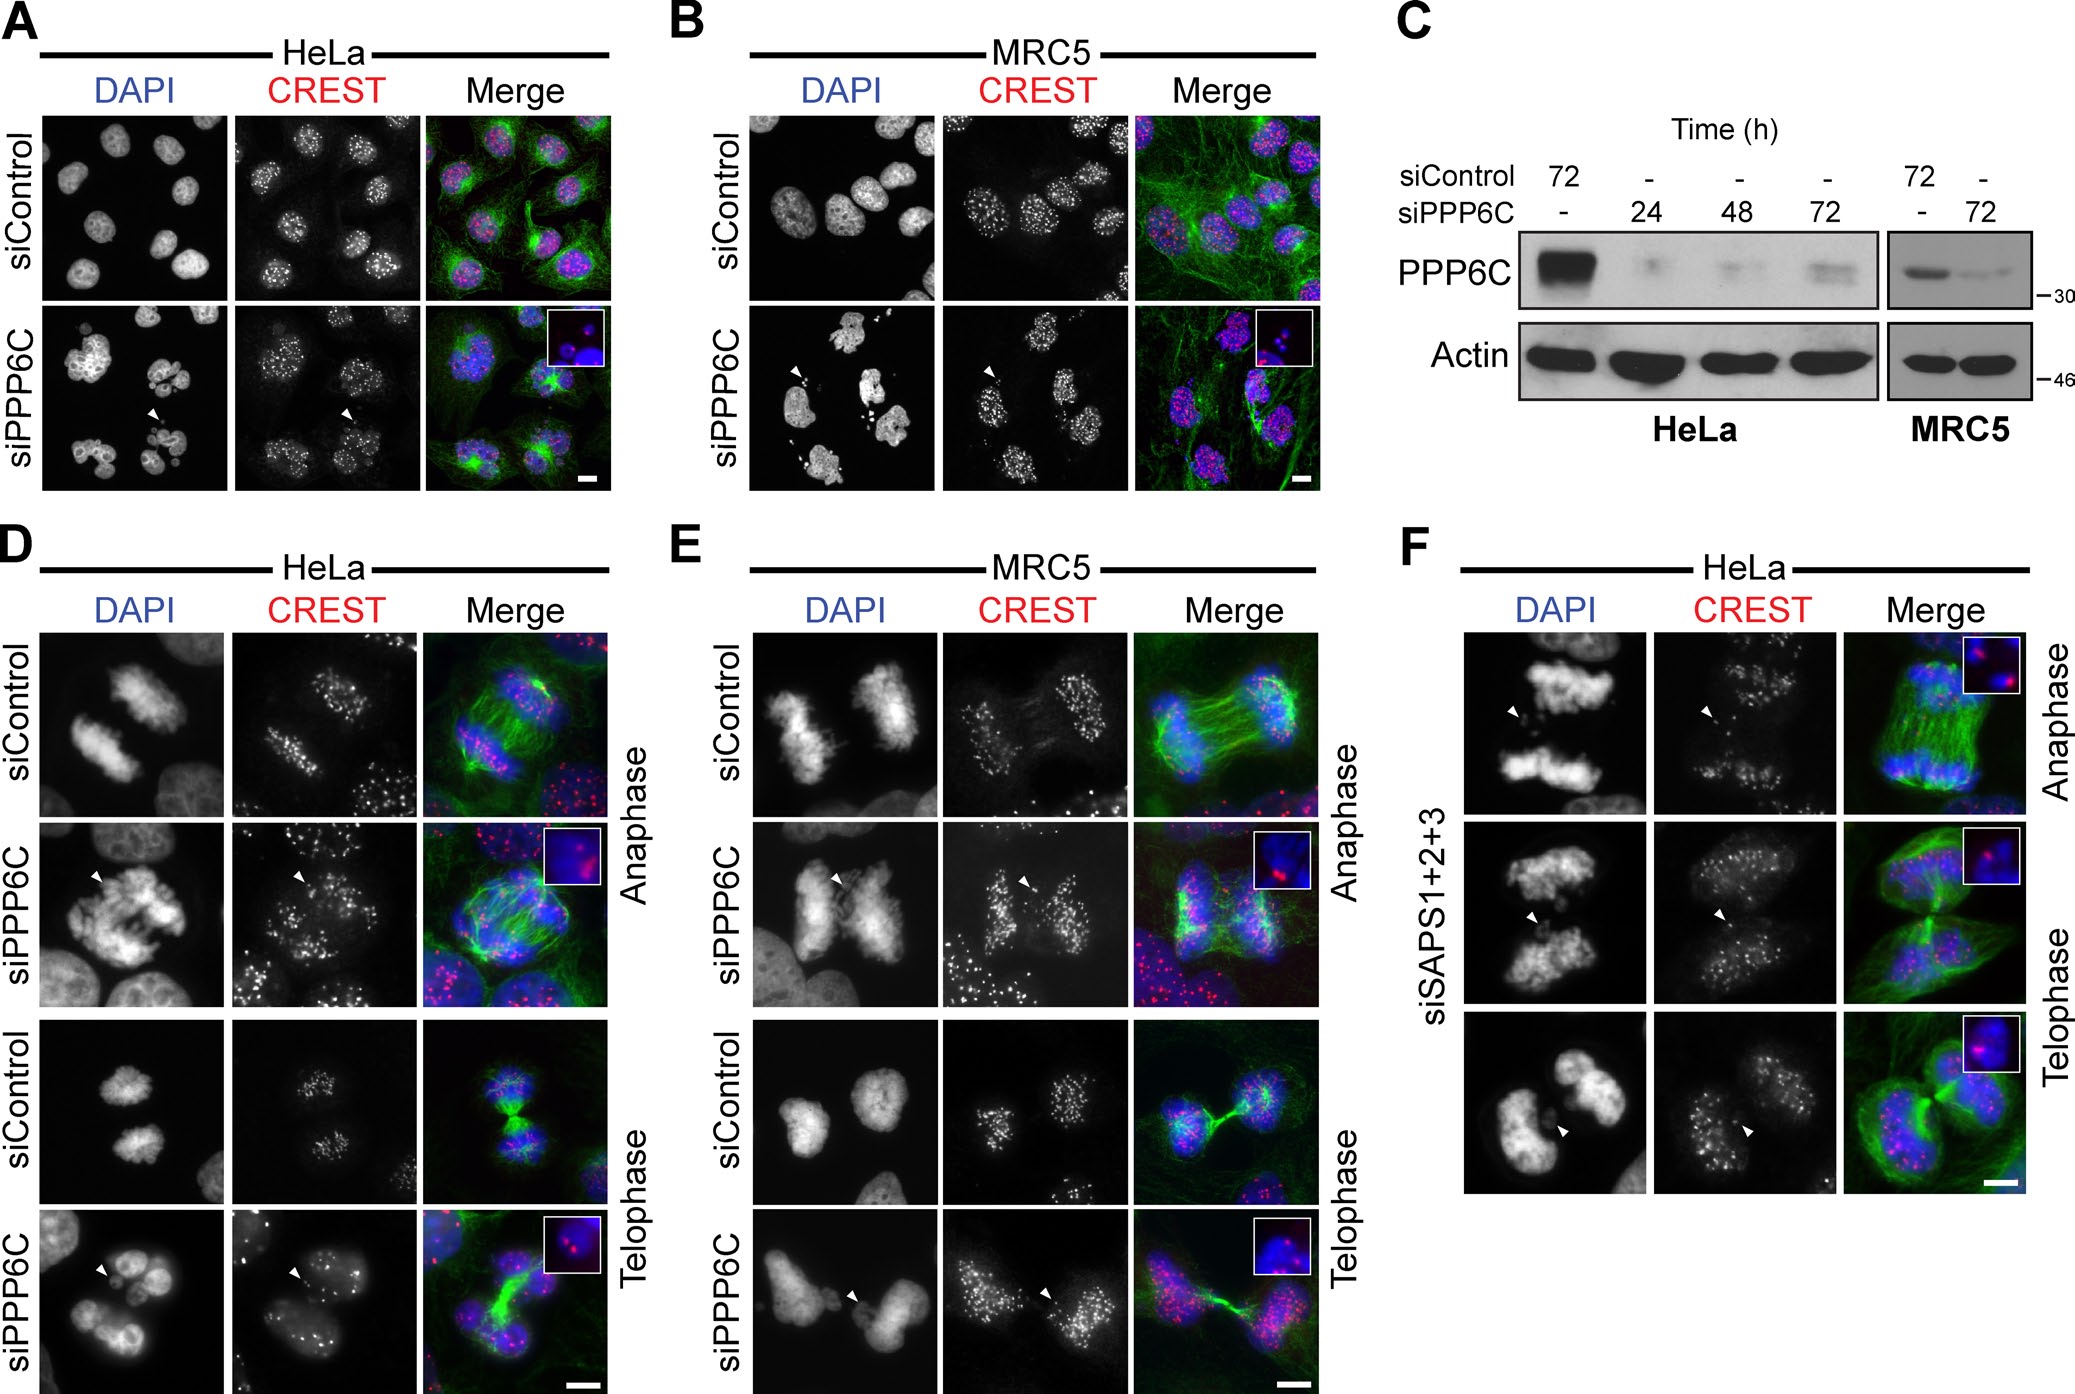 A
HeLa
DAPI CREST Merge
siControl
siPPP6C
B
MRC5
DAPI CREST Merge
siControl
siPPP6C
C
Time (h)
siControl 72 - - - 72 -
siPPP6C - 24 48 72 - 72
PPP6C
30
Actin
46
HeLa MRC5
D
HeLa
DAPI CREST Merge
siControl
siPPP6C
Anaphase
siControl
siPPP6C
Telophase
E
MRC5
DAPI CREST Merge
siControl
siPPP6C
Anaphase
siControl
siPPP6C
Telophase
F
HeLa
DAPI CREST Merge
siSAPS1+2+3
Anaphase
Telophase